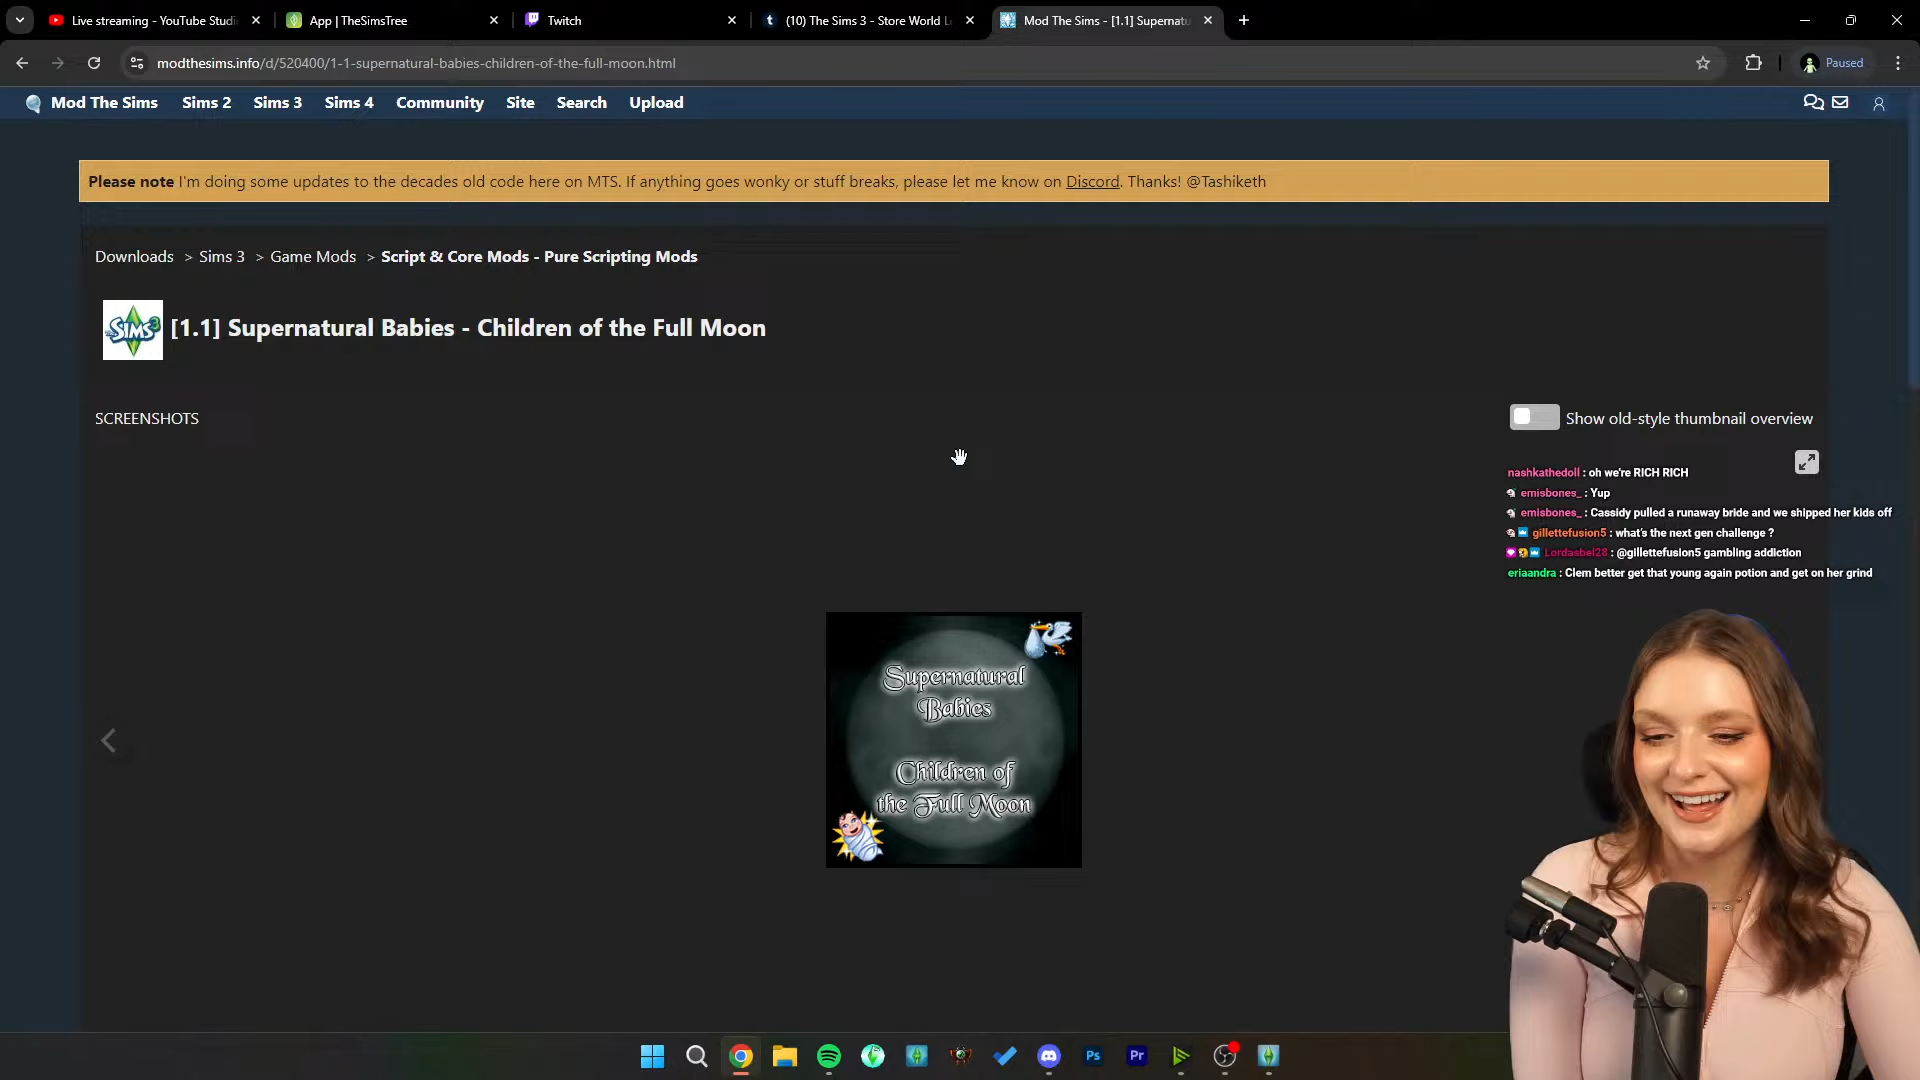 Live streaming - YouTube Studi
App | TheSimsTree
Twitch
(10) The Sims 3 - Store World L
Mod The Sims - [1.1] Supernatu
modthesims.info/d/520400/1-1-supernatural-babies-children-of-the-full-moon.html
Paused
Mod The Sims Sims 2 Sims 3 Sims 4 Community Site Search Upload
Please note I'm doing some updates to the decades old code here on MTS. If anything goes wonky or stuff breaks, please let me know on Discord. Thanks! @Tashiketh
Downloads > Sims 3 > Game Mods > Script & Core Mods - Pure Scripting Mods
The Sims 3
[1.1] Supernatural Babies - Children of the Full Moon
SCREENSHOTS
Show old-style thumbnail overview
nashkathedoll : oh we're RICH RICH
emisbones_ : Yup
emisbones_ : Cassidy pulled a runaway bride and we shipped her kids off
gillettefusion5 : what's the next gen challenge ?
Lordasbel28 : @gillettefusion5 gambling addiction
eriaandra : Clem better get that young again potion and get on her grind
Supernatural
Babies
Children of
the Full Moon
Ps
Pr